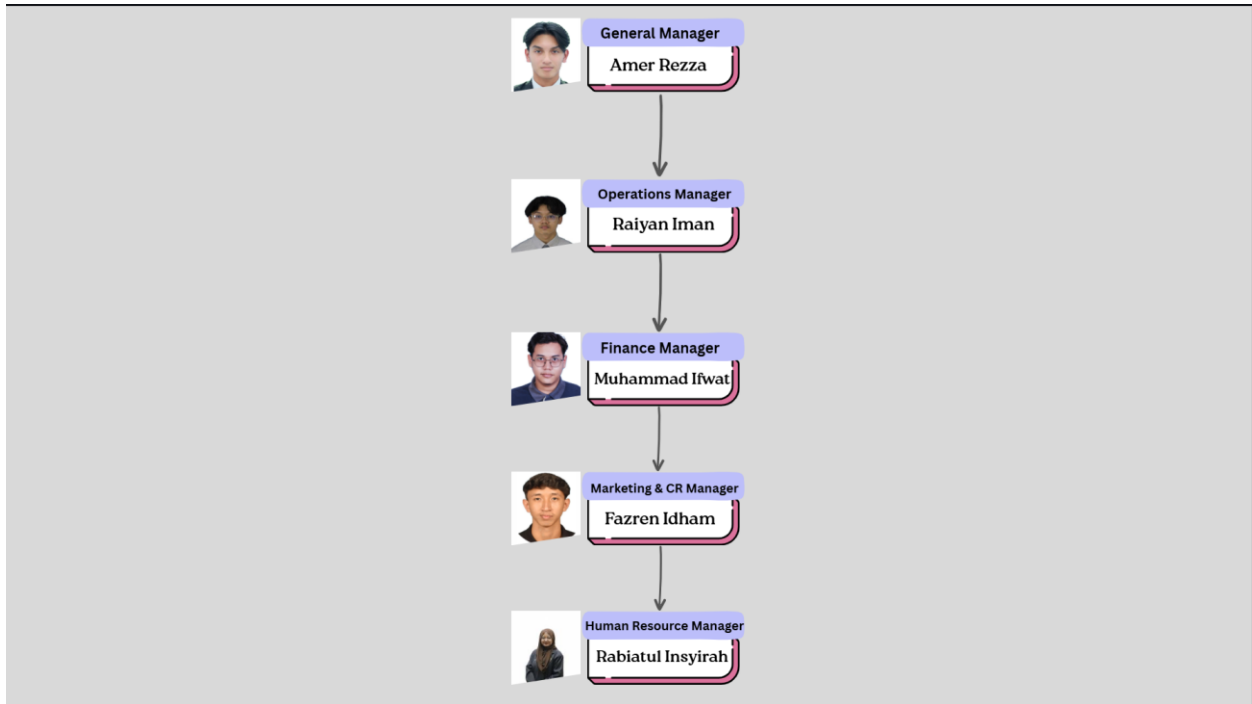 General Manager
Amer Rezza
Operations Manager
Raiyan Iman
Finance Manager
Muhammad Ifwat
Marketing & CR Manager
Fazren Idham
Human Resource Manager
Rabiatul Insyirah